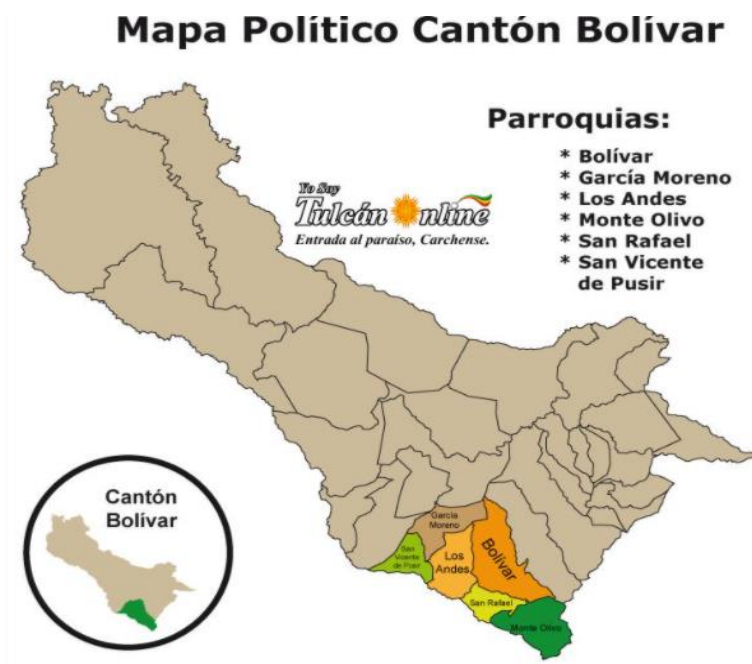 Mapa Político Cantón Bolívar
Parroquias:
* Bolívar
* García Moreno
* Los Andes
* Monte Olivo
* San Rafael
* San Vicente
de Pusir
Yo Soy
Tulcán Online
Entrada al paraíso, Carchense.
Cantón
Bolívar
García
Moreno
San
Vicente
de Pusir
Los
Andes
Bolívar
San Rafael
Monte Olivo